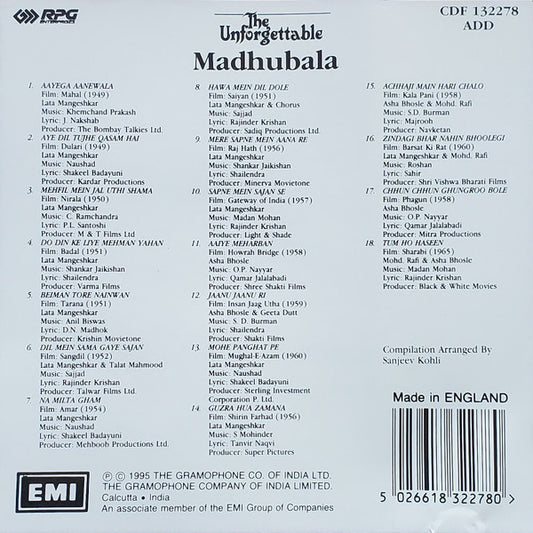 RPG
ENTERPRISES
The
Unforgettable
Madhubala
CDF 132278
ADD
1. AAYEGA AANEWALA
Film: Mahal (1949)
Lata Mangeshkar
Music: Khemchand Prakash
Lyric: J. Nakshab
Producer: The Bombay Talkies Ltd.
2. AYE DIL TUJHE QASAM HAI
Film: Dulari (1949)
Lata Mangeshkar
Music: Naushad
Lyric: Shakeel Badayuni
Producer: Kardar Productions
3. MEHFIL MEIN JAL UTHI SHAMA
Film: Nirala (1950)
Lata Mangeshkar
Music: C. Ramchandra
Lyric: P.L. Santoshi
Producer: M & T Films Ltd
4. DO DIN KE LIYE MEHMAN YAHAN
Film: Badal (1951)
Lata Mangeshkar
Music: Shankar Jaikishan
Lyric: Shailendra
Producer: Varma Films
5. BEIMAN TORE NAINWAN
Film: Tarana (1951)
Lata Mangeshkar
Music: Anil Biswas
Lyric: D.N. Madhok
Producer: Krishin Movietone
6. DIL MEIN SAMA GAYE SAJAN
Film: Sangdil (1952)
Lata Mangeshkar & Talat Mahmood
Music: Sajjad
Lyric: Rajinder Krishan
Producer: Talwar Films Ltd.
7. NA MILTA GHAM
Film: Amar (1954)
Lata Mangeshkar
Music: Naushad
Lyric: Shakeel Badayuni
Producer: Mehboob Productions Ltd.
8. HAWA MEIN DIL DOLE
Film: Saiyan (1951)
Lata Mangeshkar & Chorus
Music: Sajjad
Lyric: Rajinder Krishan
Producer: Sadiq Productions Ltd.
9. MERE SAPNE MEIN AANA RE
Film: Raj Hath (1956)
Lata Mangeshkar
Music: Shankar Jaikishan
Lyric: Shailendra
Producer: Minerva Movietone
10. SAPNE MEIN SAJAN SE
Film: Gateway of India (1957)
Lata Mangeshkar
Music: Madan Mohan
Lyric: Rajinder Krishan
Producer: Light & Shade
11. AAIYE MEHARBAN
Film: Howrah Bridge (1958)
Asha Bhosle
Music: O.P. Nayyar
Lyric: Qamar Jalalabadi
Producer: Shree Shakti Films
12. JAANU JAANU RI
Film: Insan Jaag Utha (1959)
Asha Bhosle & Geeta Dutt
Music: S. D. Burman
Lyric: Shailendra
Producer: Shakti Films
13. MOHE PANGHAT PE
Film: Mughal-E-Azam (1960)
Lata Mangeshkar
Music: Naushad
Lyric: Shakeel Badayuni
Producer: Sterling Investment
Corporation P. Ltd.
14. GUZRA HUA ZAMANA
Film: Shirin Farhad (1956)
Lata Mangeshkar
Music: S Mohinder
Lyric: Tanvir Naqvi
Producer: Super Pictures
15. ACHHAJI MAIN HARI CHALO
Film: Kala Pani (1958)
Asha Bhosle & Mohd. Rafi
Music: S.D. Burman
Lyric: Majrooh
Producer: Navketan
16. ZINDAGI BHAR NAHIN BHOOLEGI
Film: Barsat Ki Rat (1960)
Lata Mangeshkar & Mohd. Rafi
Music: Roshan
Lyric: Sahir
Producer: Shri Vishwa Bharati Films
17. CHHUN CHHUN GHUNGROO BOLE
Film: Phagun (1958)
Asha Bhosle
Music: O.P. Nayyar
Lyric: Qamar Jalalabadi
Producer: Mitra Productions
18. TUM HO HASEEN
Film: Sharabi (1965)
Mohd. Rafi & Asha Bhosle
Music: Madan Mohan
Lyric: Rajinder Krishan
Producer: Black & White Movies
Compilation Arranged By
Sanjeev Kohli
Made in ENGLAND
5 026618 322780 >
EMI
Ⓟ © 1995 THE GRAMOPHONE CO. OF INDIA LTD.
THE GRAMOPHONE COMPANY OF INDIA LIMITED.
Calcutta • India
An associate member of the EMI Group of Companies